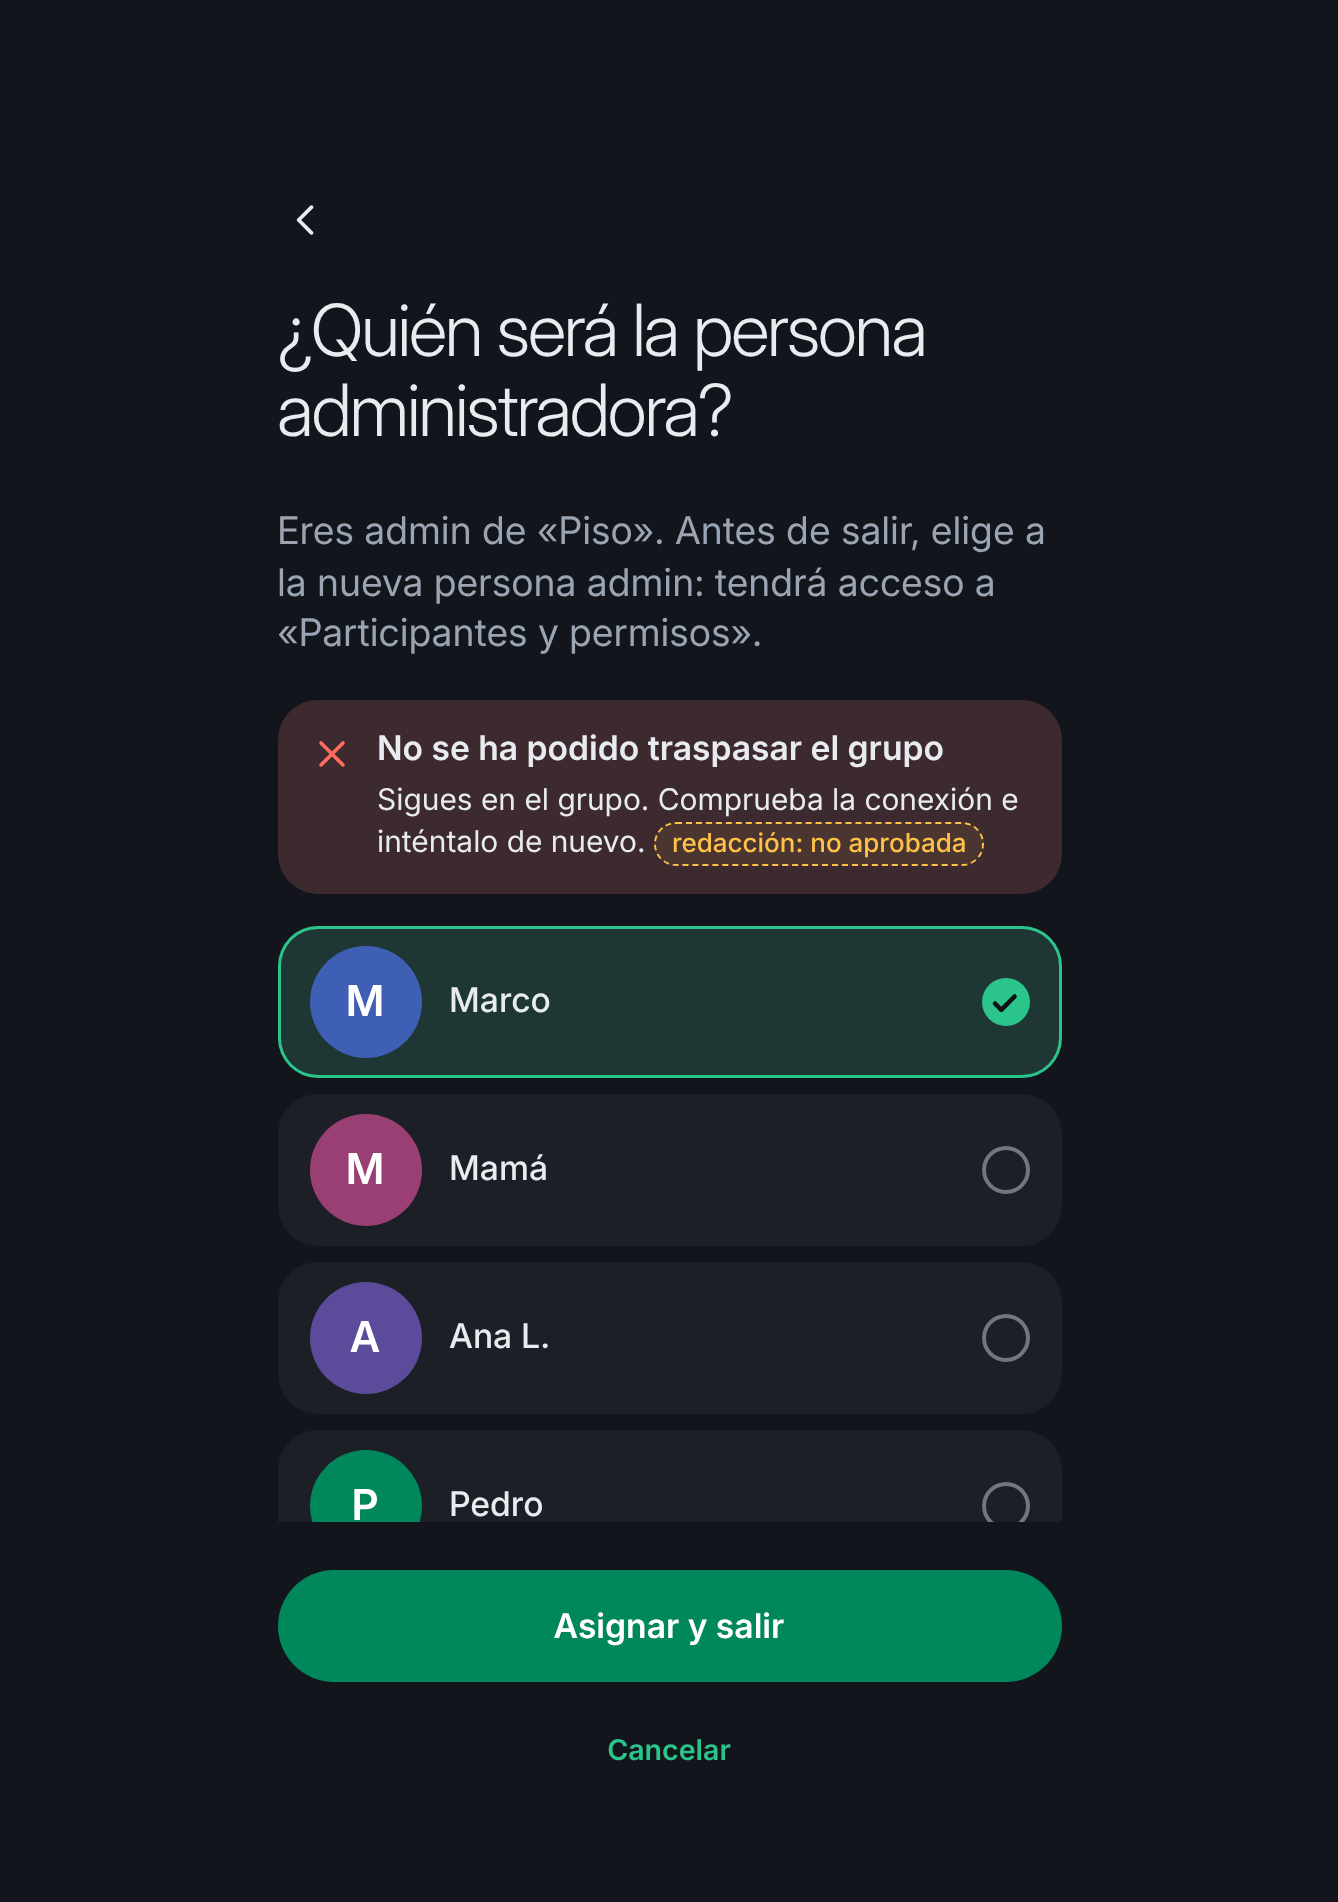 ¿Quién será la persona
administradora?
Eres admin de «Piso». Antes de salir, elige a
la nueva persona admin: tendrá acceso a
«Participantes y permisos».
No se ha podido traspasar el grupo
Sigues en el grupo. Comprueba la conexión e
inténtalo de nuevo. redacción: no aprobada
M Marco
M Mamá
A Ana L.
P Pedro
Asignar y salir
Cancelar